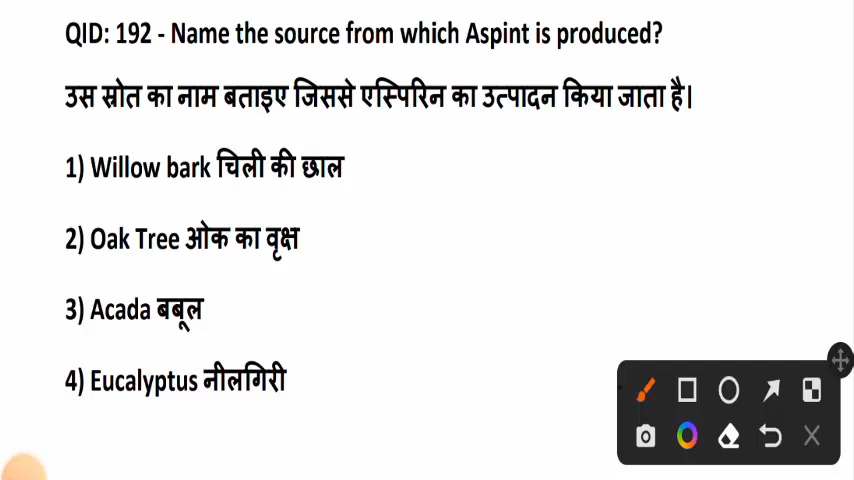 QID: 192 - Name the source from which Aspint is produced?
उस स्रोत का नाम बताइए जिससे एस्पिरिन का उत्पादन किया जाता है।
1) Willow bark चिली की छाल
2) Oak Tree ओक का वृक्ष
3) Acada बबूल
4) Eucalyptus नीलगिरी